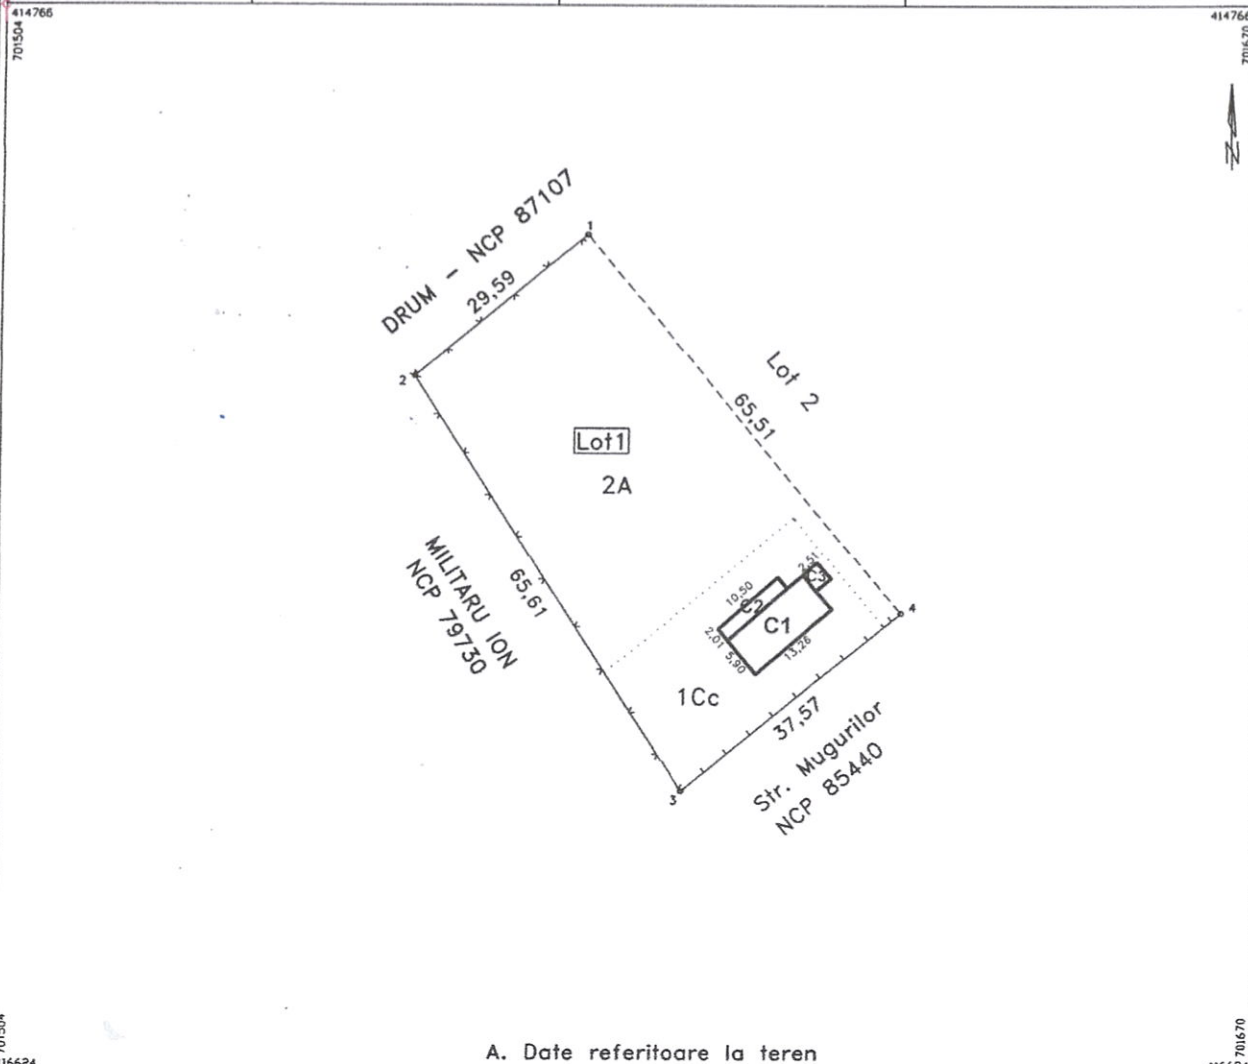 414766
414766
701504
701670
N
DRUM - NCP 87107
29,59
1
2
Lot 2
65,51
Lot1
2A
MILITARU ION
NCP 79730
65,61
2,51
C3
10,50
C2
C1
2,01
5,90
13,26
4
1Cc
37,57
3
Str. Mugurilor
NCP 85440
701504
701670
A. Date referitoare la teren